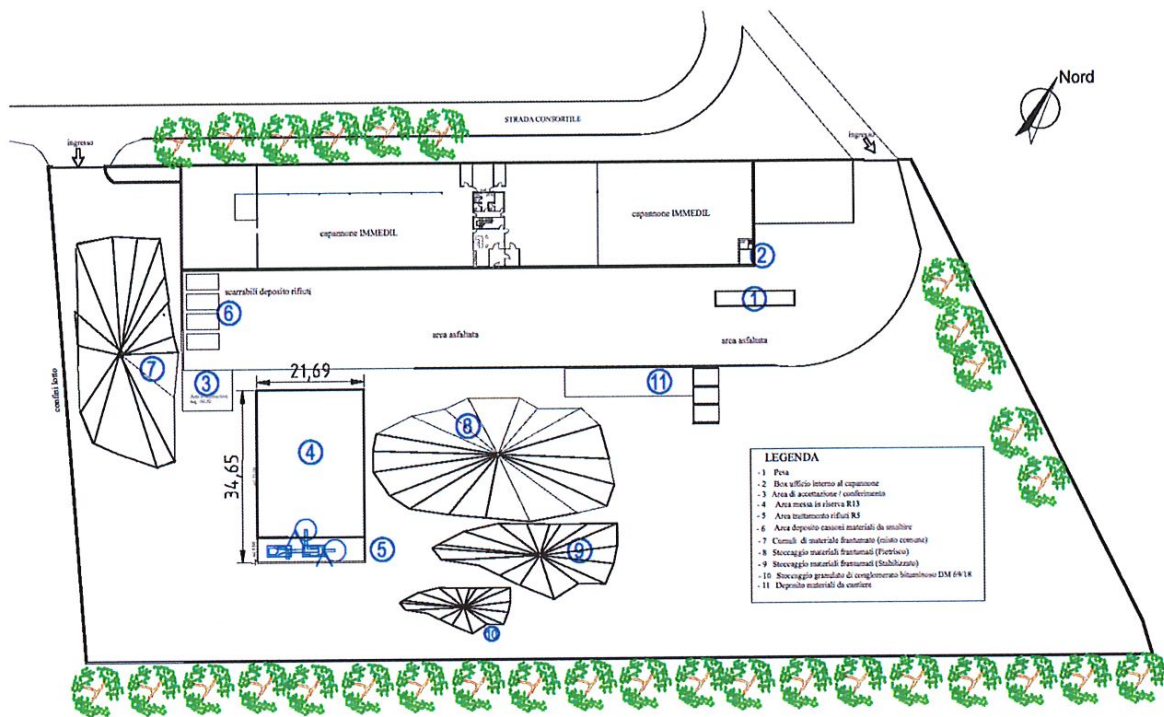 Nord
STRADA CONSORTILE
ingresso
ingresso
capannone IMMEDIL
capannone IMMEDIL
2
scarrabili deposito rifiuti
1
6
area asfaltata
area asfaltata
confini lotto
7
3
21,69
11
8
4
34,65
5
9
10
LEGENDA
- 1 Pesa
- 2 Box ufficio interno al capannone
- 3 Area di accettazione / conferimento
- 4 Area messa in riserva R13
- 5 Area trattamento rifiuti R5
- 6 Area deposito cassoni materiali da smaltire
- 7 Cumuli di materiale frantumato (misto comune)
- 8 Stoccaggio materiali frantumati (Pietrisco)
- 9 Stoccaggio materiali frantumati (Stabilizzato)
- 10 Stoccaggio granulato di conglomerato bituminoso DM 69/18
- 11 Deposito materiali da cantiere